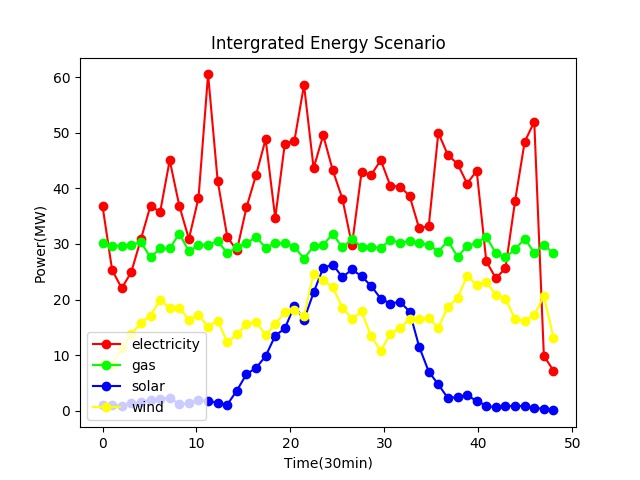 Intergrated Energy Scenario
Power(MW)
60
50
40
30
20
10
0
electricity
gas
solar
wind
0 10 20 30 40 50
Time(30min)